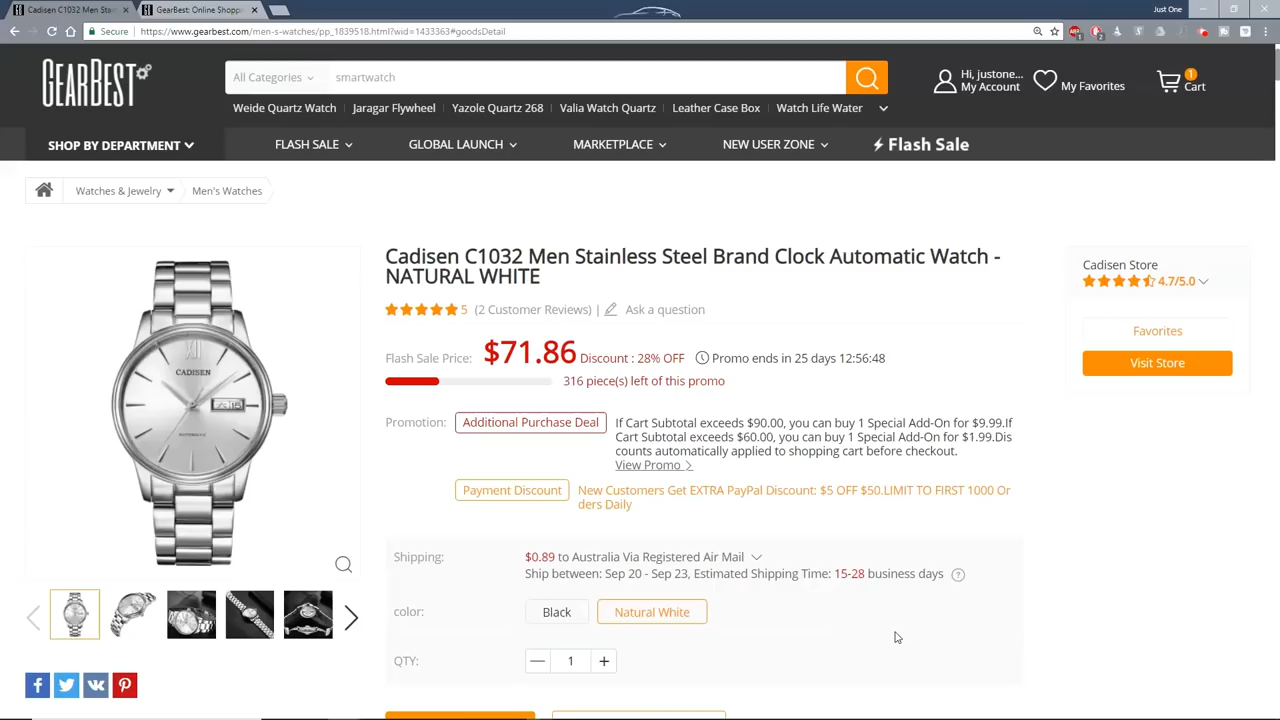 Cadisen C1032 Men Stai
GearBest: Online Shopp
Just One
Secure
https://www.gearbest.com/men-s-watches/pp_1839518.html?wid=1433363#goodsDetail
GEARBEST
All Categories
smartwatch
Hi, justone...
My Account
My Favorites
1
Cart
Weide Quartz Watch
Jaragar Flywheel
Yazole Quartz 268
Valia Watch Quartz
Leather Case Box
Watch Life Water
SHOP BY DEPARTMENT
FLASH SALE
GLOBAL LAUNCH
MARKETPLACE
NEW USER ZONE
Flash Sale
Watches & Jewelry
Men's Watches
Cadisen C1032 Men Stainless Steel Brand Clock Automatic Watch -
NATURAL WHITE
5 (2 Customer Reviews) | Ask a question
Flash Sale Price: $71.86 Discount : 28% OFF Promo ends in 25 days 12:56:48
316 piece(s) left of this promo
Promotion: Additional Purchase Deal
If Cart Subtotal exceeds $90.00, you can buy 1 Special Add-On for $9.99.If
Cart Subtotal exceeds $60.00, you can buy 1 Special Add-On for $1.99.Dis
counts automatically applied to shopping cart before checkout.
View Promo >
Payment Discount
New Customers Get EXTRA PayPal Discount: $5 OFF $50.LIMIT TO FIRST 1000 Or
ders Daily
Shipping: $0.89 to Australia Via Registered Air Mail
Ship between: Sep 20 - Sep 23, Estimated Shipping Time: 15-28 business days ?
color: Black Natural White
QTY: — 1 +
Cadisen Store
4.7/5.0
Favorites
Visit Store
XII
CADISEN
AUTOMATIC